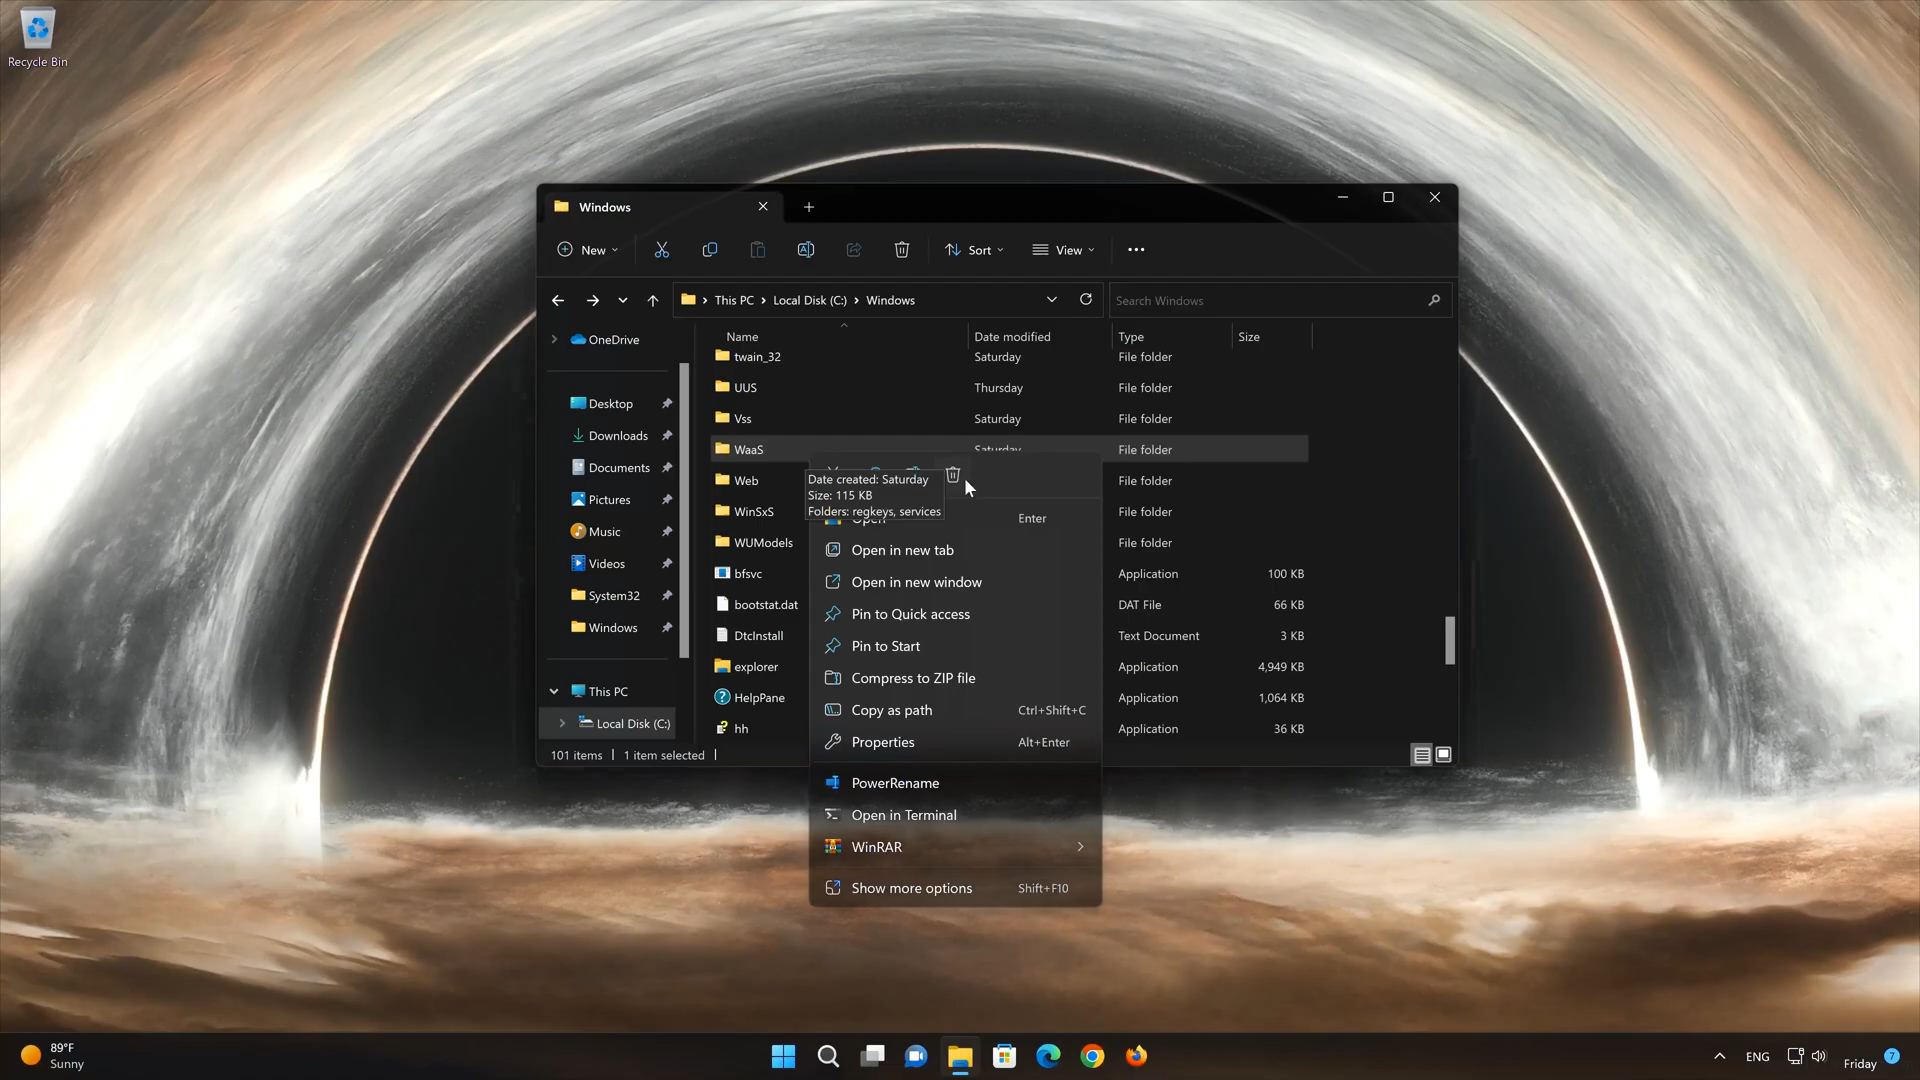 Recycle Bin
Windows
New
Sort
View
This PC
Local Disk (C:)
Windows
Search Windows
Name
Date modified
Type
Size
OneDrive
Desktop
Downloads
Documents
Pictures
Music
Videos
System32
Windows
This PC
Local Disk (C:)
twain_32 Saturday File folder
UUS Thursday File folder
Vss Saturday File folder
WaaS Saturday File folder
Web File folder
WinSxS File folder
WUModels File folder
bfsvc Application 100 KB
bootstat.dat DAT File 66 KB
DtcInstall Text Document 3 KB
explorer Application 4,949 KB
HelpPane Application 1,064 KB
hh Application 36 KB
Date created: Saturday
Size: 115 KB
Folders: regkeys, services
Open Enter
Open in new tab
Open in new window
Pin to Quick access
Pin to Start
Compress to ZIP file
Copy as path Ctrl+Shift+C
Properties Alt+Enter
PowerRename
Open in Terminal
WinRAR
Show more options Shift+F10
101 items
1 item selected
89°F
Sunny
ENG
Friday
7